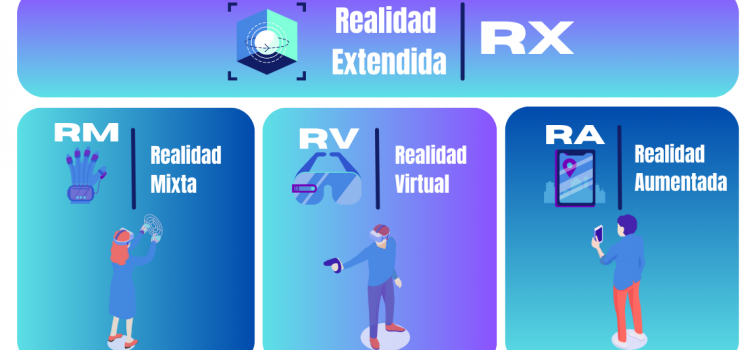 Realidad
Extendida
RX
RM
Realidad
Mixta
RV
Realidad
Virtual
RA
Realidad
Aumentada